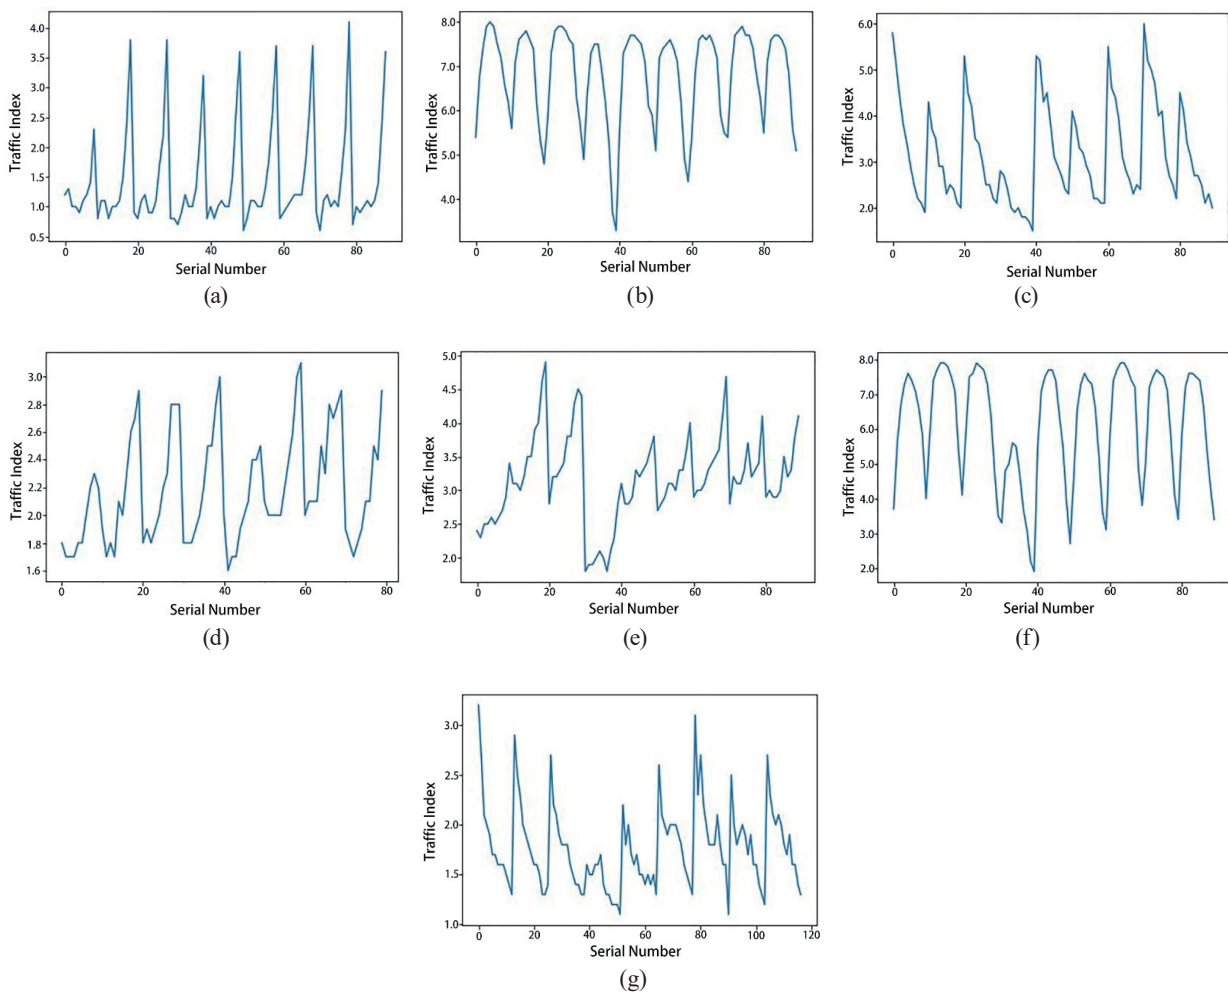 4.0
3.5
3.0
2.5
2.0
1.5
1.0
0.5
Traffic Index
0 20 40 60 80
Serial Number
(a)
8.0
7.0
6.0
5.0
4.0
Traffic Index
0 20 40 60 80
Serial Number
(b)
6.0
5.0
4.0
3.0
2.0
Traffic Index
0 20 40 60 80
Serial Number
(c)
3.0
2.8
2.6
2.4
2.2
2.0
1.8
1.6
Traffic Index
0 20 40 60 80
Serial Number
(d)
5.0
4.5
4.0
3.5
3.0
2.5
2.0
Traffic Index
0 20 40 60 80
Serial Number
(e)
8.0
7.0
6.0
5.0
4.0
3.0
2.0
Traffic Index
0 20 40 60 80
Serial Number
(f)
3.0
2.5
2.0
1.5
1.0
Traffic Index
0 20 40 60 80 100 120
Serial Number
(g)